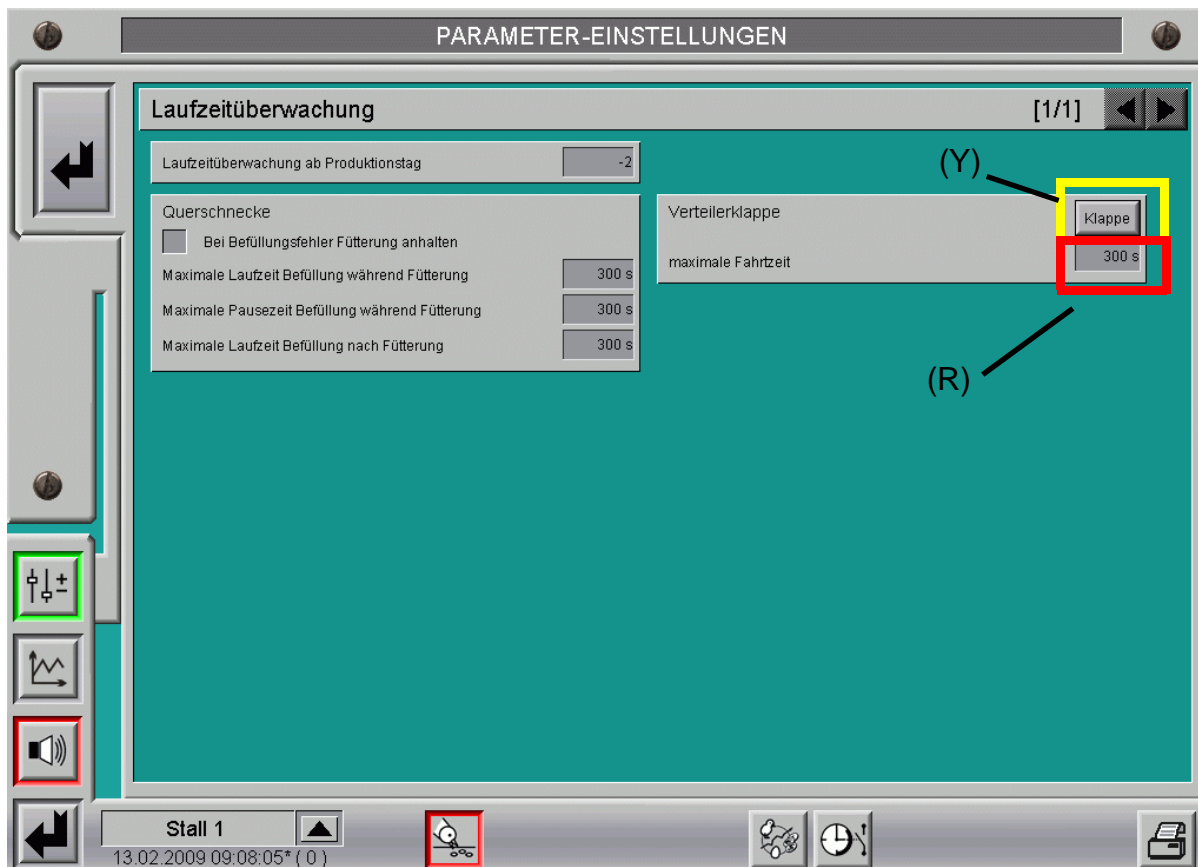 PARAMETER-EINSTELLUNGEN
Laufzeitüberwachung
[1/1]
Laufzeitüberwachung ab Produktionstag
-2
Querschnecke
Bei Befüllungsfehler Fütterung anhalten
Maximale Laufzeit Befüllung während Fütterung
300 s
Maximale Pausezeit Befüllung während Fütterung
300 s
Maximale Laufzeit Befüllung nach Fütterung
300 s
(Y)
Verteilerklappe
Klappe
maximale Fahrtzeit
300 s
(R)
Stall 1
13.02.2009 09:08:05* ( 0 )